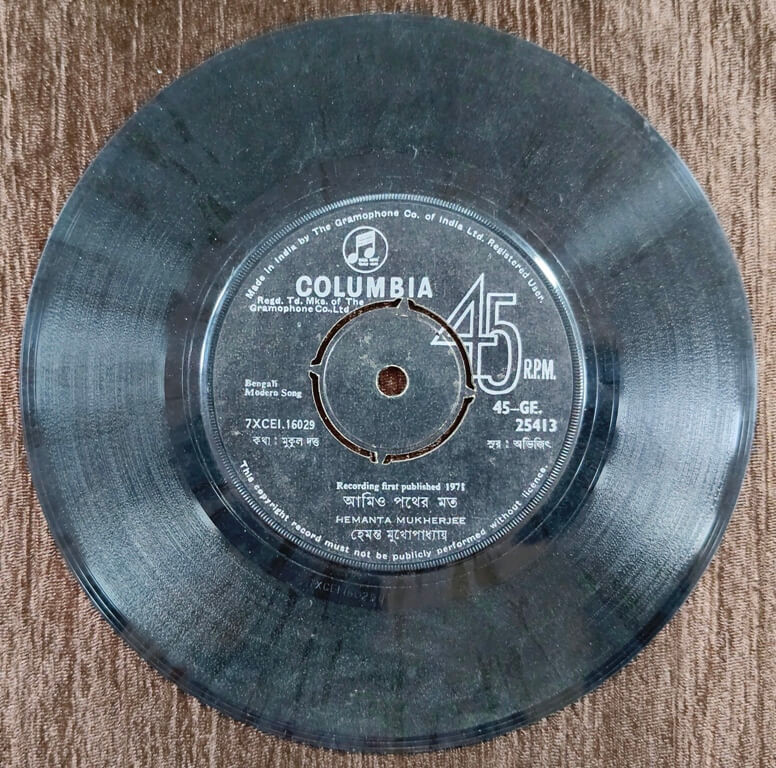 Made in India by The Gramophone Co. of India Ltd. Registered User.
COLUMBIA
Regd. Td. Mks. of The
Gramophone Co., Ltd
45
R.P.M.
Bengali
Modern Song
45-GE.
25413
7XCEI.16029
কথা : মুকুল দত্ত
সুর : অভিজিৎ
Recording first published 1971
আমিও পথের মত
HEMANTA MUKHERJEE
হেমন্ত মুখোপাধ্যায়
This copyright record must not be publicly performed without licence.